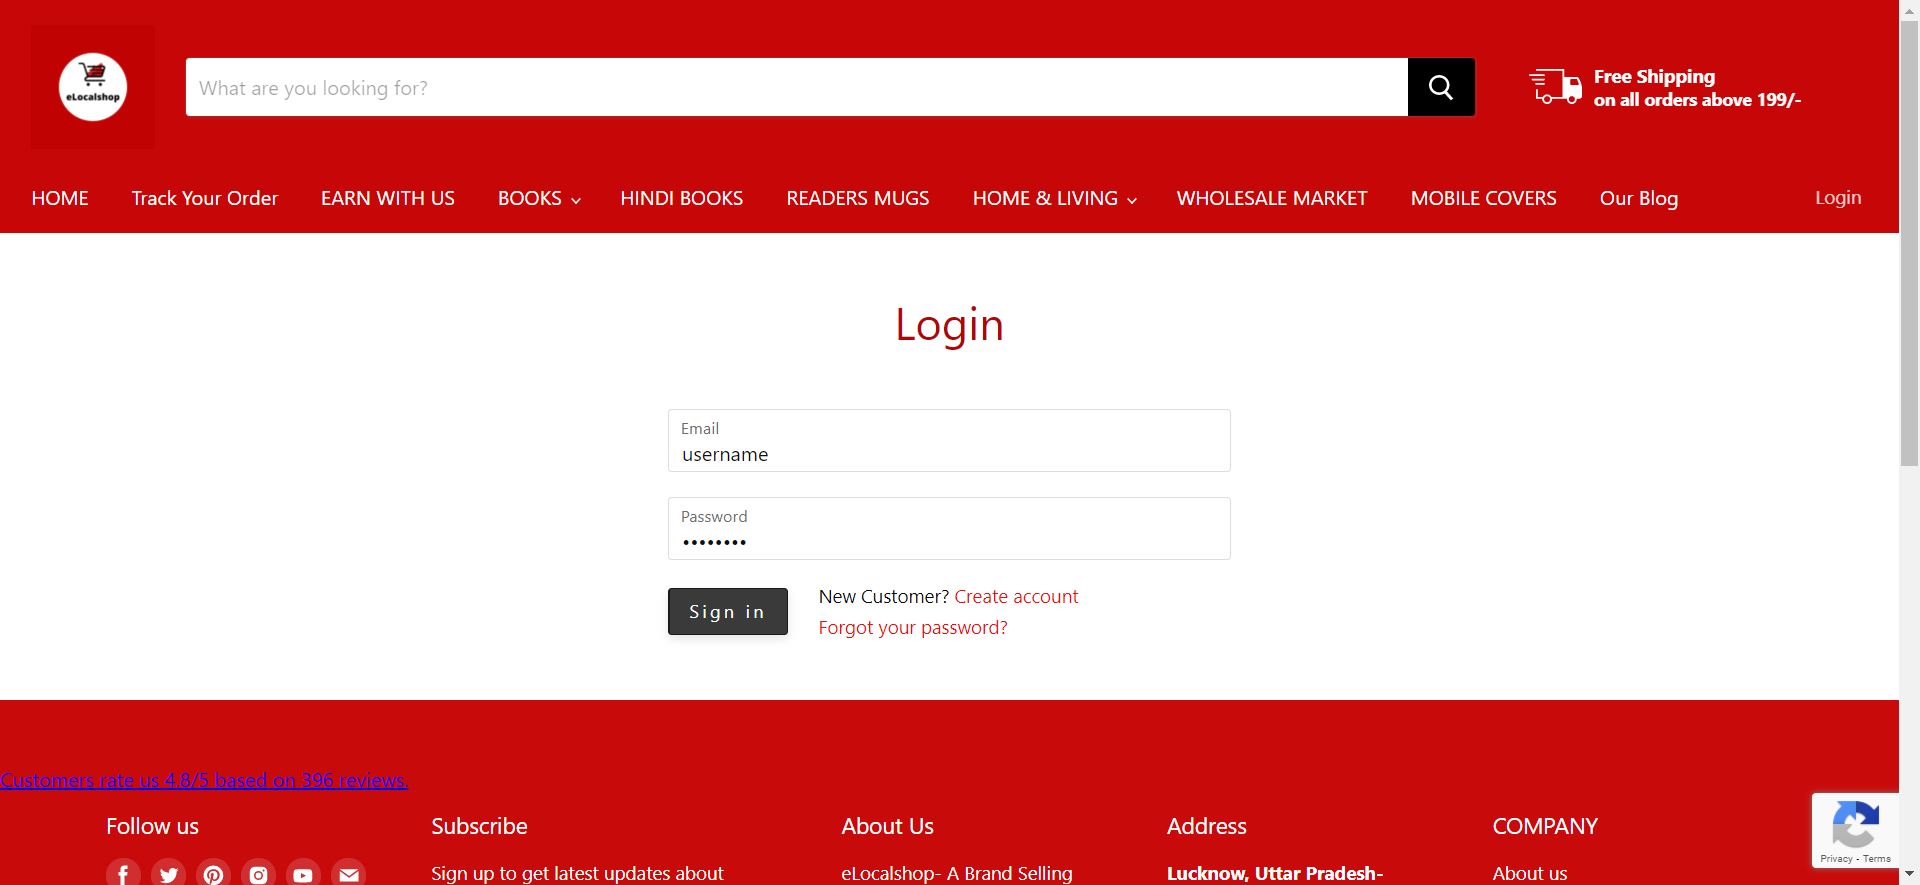 eLocalshop
What are you looking for?
Free Shipping
on all orders above 199/-
HOME
Track Your Order
EARN WITH US
BOOKS
HINDI BOOKS
READERS MUGS
HOME & LIVING
WHOLESALE MARKET
MOBILE COVERS
Our Blog
Login
Login
Email
username
Password
••••••••
Sign in
New Customer? Create account
Forgot your password?
Customers rate us 4.8/5 based on 396 reviews.
Follow us
Subscribe
Sign up to get latest updates about
About Us
eLocalshop- A Brand Selling
Address
Lucknow, Uttar Pradesh-
COMPANY
About us
Privacy - Terms